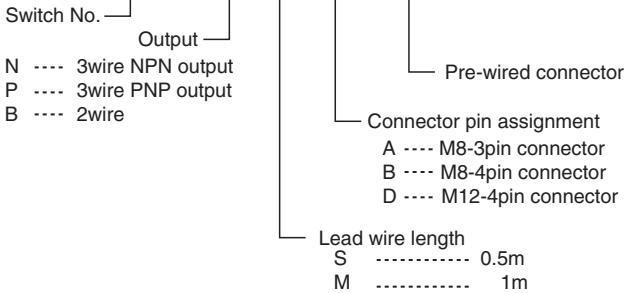 Switch No.
Output
N ---- 3wire NPN output
P ---- 3wire PNP output
B ---- 2wire
Pre-wired connector
Connector pin assignment
A ---- M8-3pin connector
B ---- M8-4pin connector
D ---- M12-4pin connector
Lead wire length
S ------------ 0.5m
M ------------ 1m